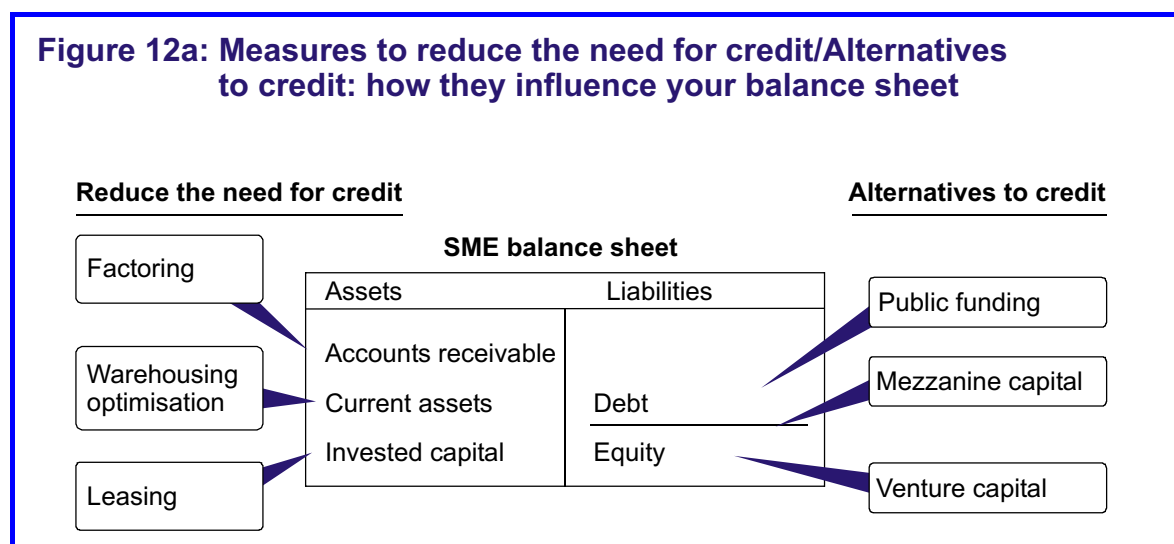 Figure 12a: Measures to reduce the need for credit/Alternatives
to credit: how they influence your balance sheet
Reduce the need for credit
Alternatives to credit
SME balance sheet
Factoring
Warehousing
optimisation
Leasing
Assets
Liabilities
Accounts receivable
Current assets
Invested capital
Debt
Equity
Public funding
Mezzanine capital
Venture capital